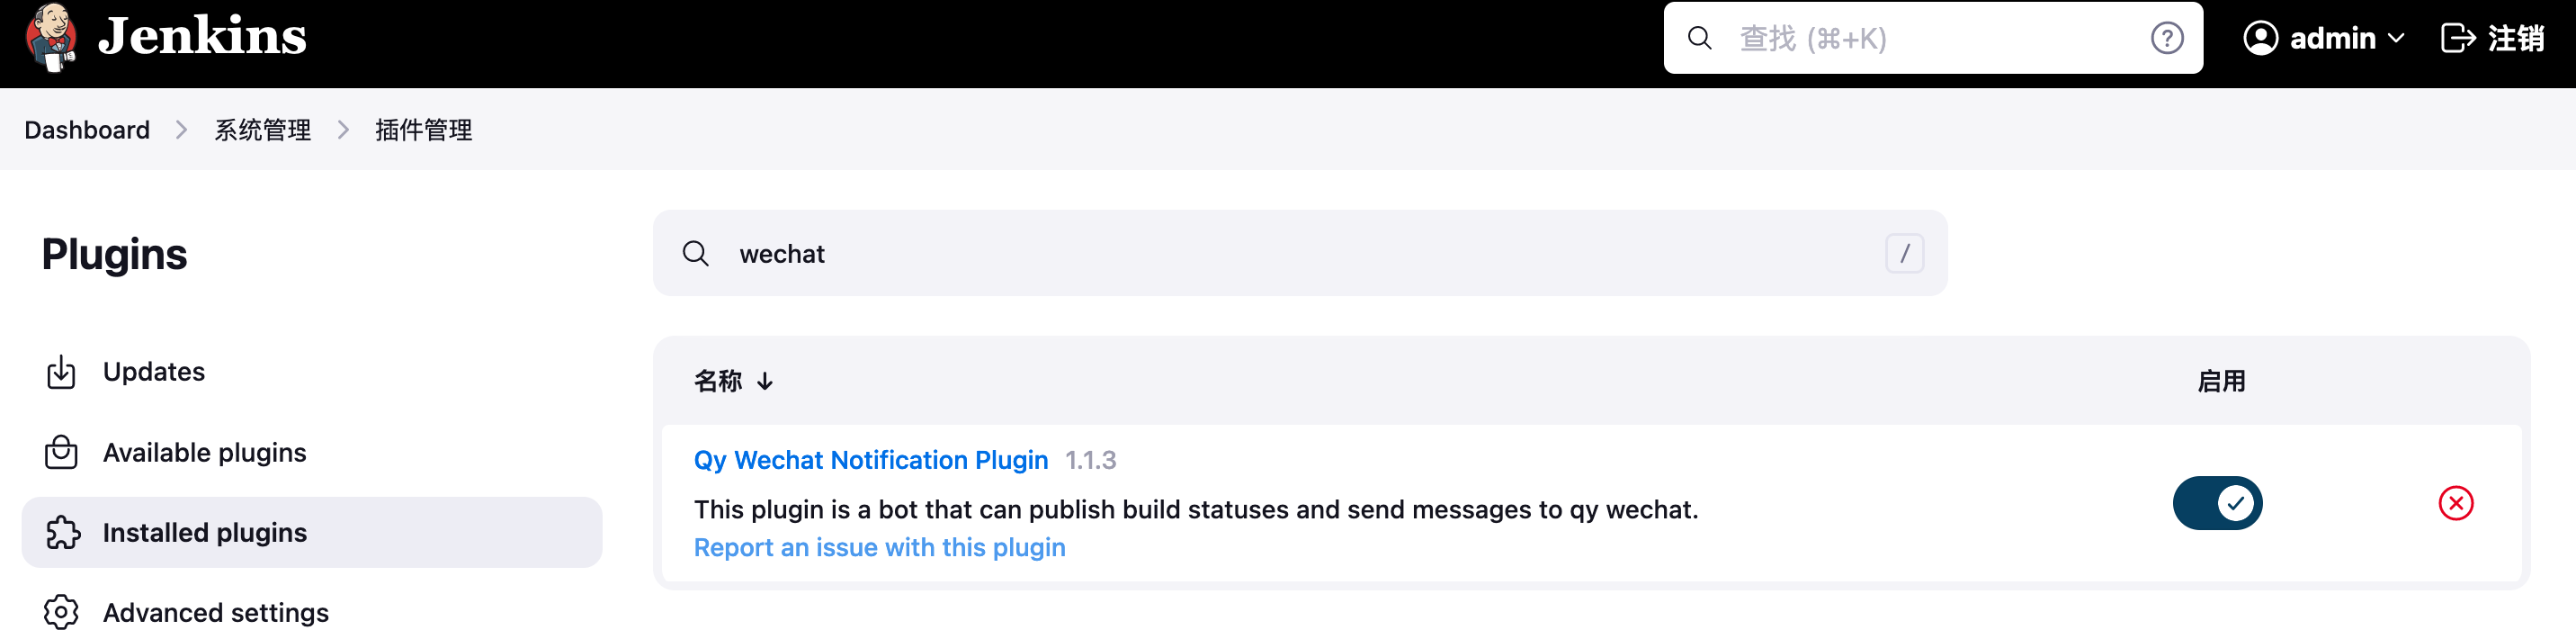 Jenkins
查找 (⌘+K)
?
admin
注销
Dashboard
系统管理
插件管理
Plugins
wechat
/
Updates
Available plugins
Installed plugins
Advanced settings
名称 ↓
启用
Qy Wechat Notification Plugin 1.1.3
This plugin is a bot that can publish build statuses and send messages to qy wechat.
Report an issue with this plugin